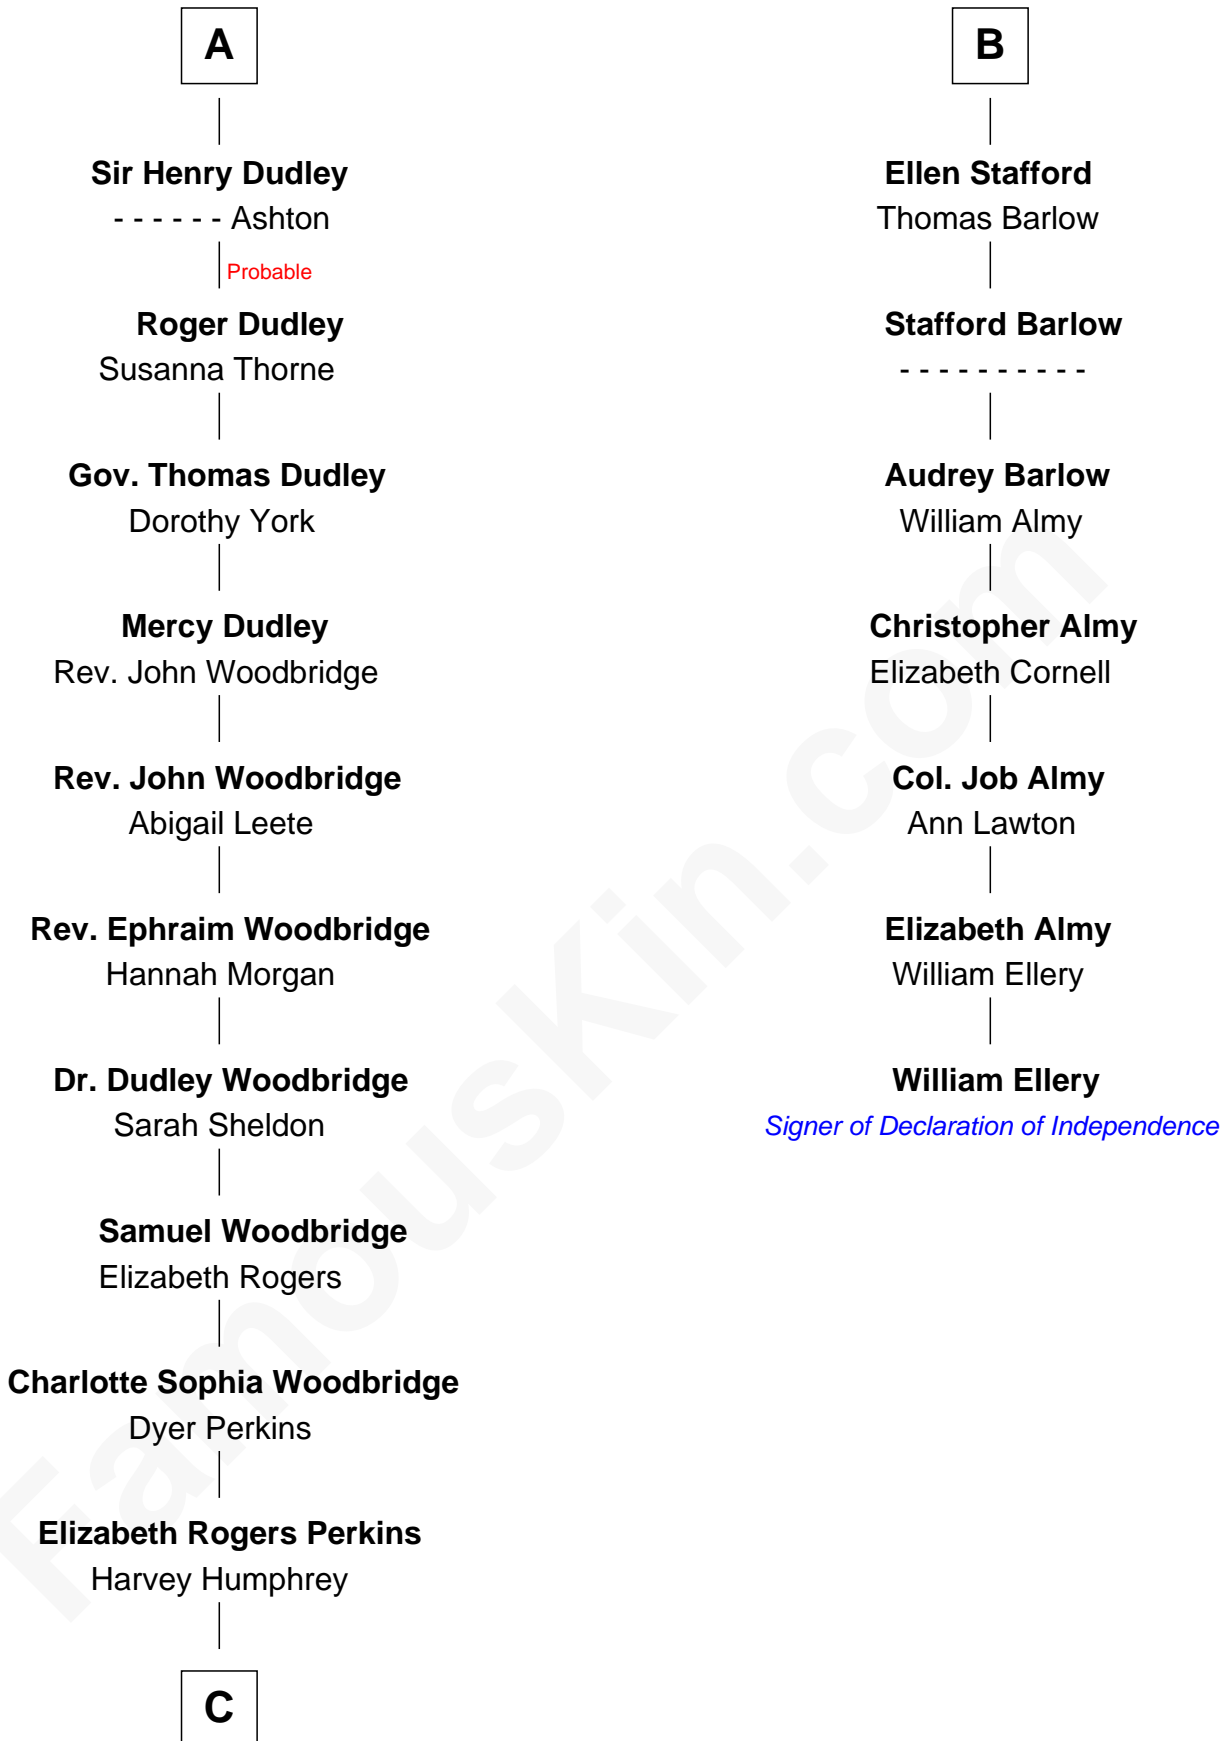 A
Sir Henry Dudley
- - - - - - Ashton
Probable
Roger Dudley
Susanna Thorne
Gov. Thomas Dudley
Dorothy York
Mercy Dudley
Rev. John Woodbridge
Rev. John Woodbridge
Abigail Leete
Rev. Ephraim Woodbridge
Hannah Morgan
Dr. Dudley Woodbridge
Sarah Sheldon
Samuel Woodbridge
Elizabeth Rogers
Charlotte Sophia Woodbridge
Dyer Perkins
Elizabeth Rogers Perkins
Harvey Humphrey
C
B
Ellen Stafford
Thomas Barlow
Stafford Barlow
- - - - - - - - - -
Audrey Barlow
William Almy
Christopher Almy
Elizabeth Cornell
Col. Job Almy
Ann Lawton
Elizabeth Almy
William Ellery
William Ellery
Signer of Declaration of Independence
FamousKin.com